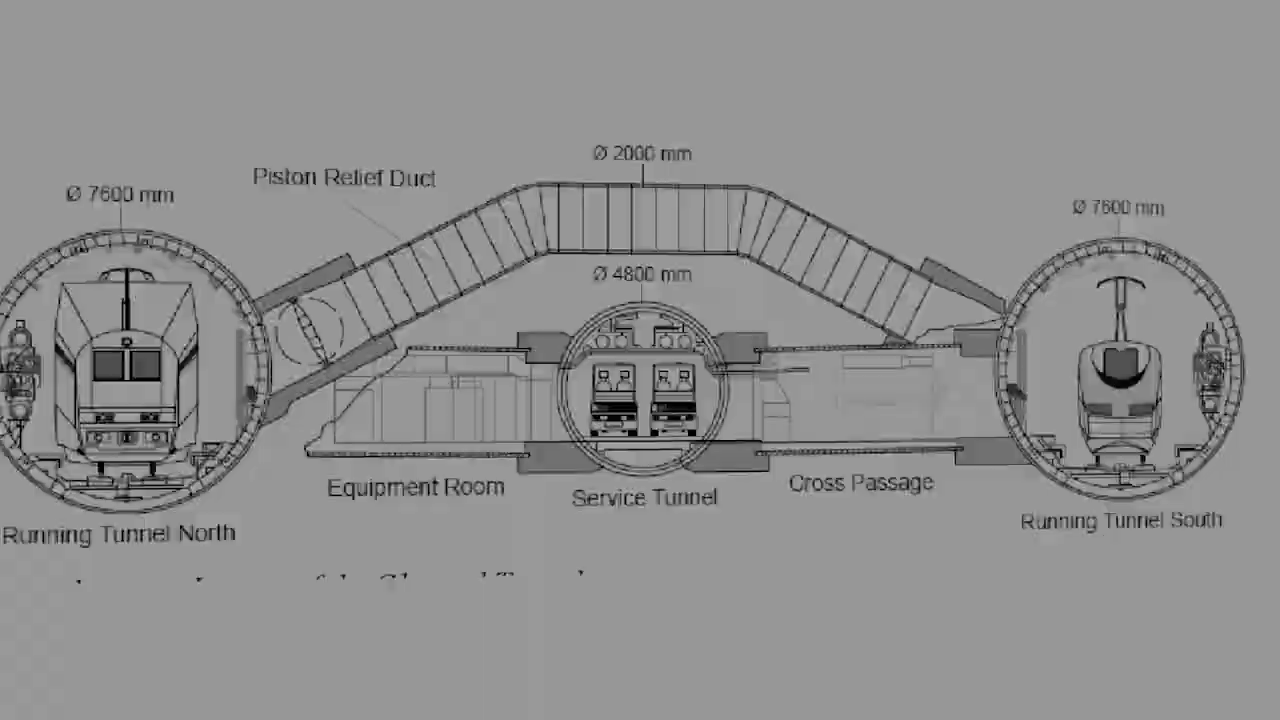 Ø 2000 mm
Piston Relief Duct
Ø 7600 mm
Ø 7600 mm
Ø 4800 mm
Equipment Room
Cross Passage
Service Tunnel
Running Tunnel South
Running Tunnel North